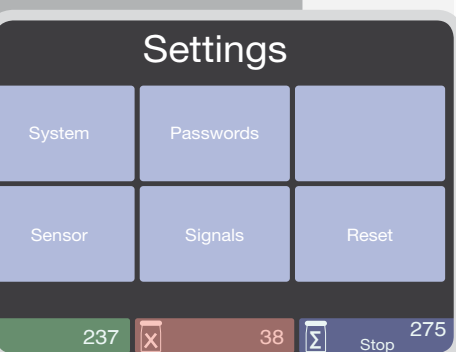 Settings
System Passwords
Sensor Signals Reset
237 X 38 Σ Stop 275